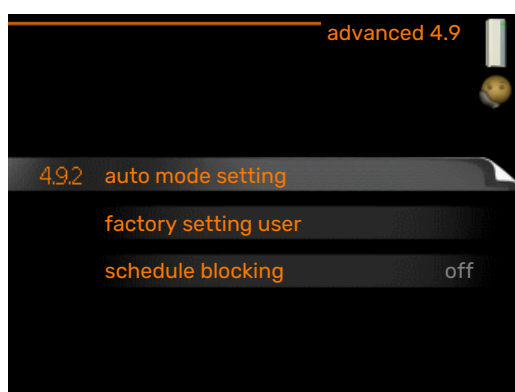 advanced 4.9
4.9.2 auto mode setting
factory setting user
schedule blocking off